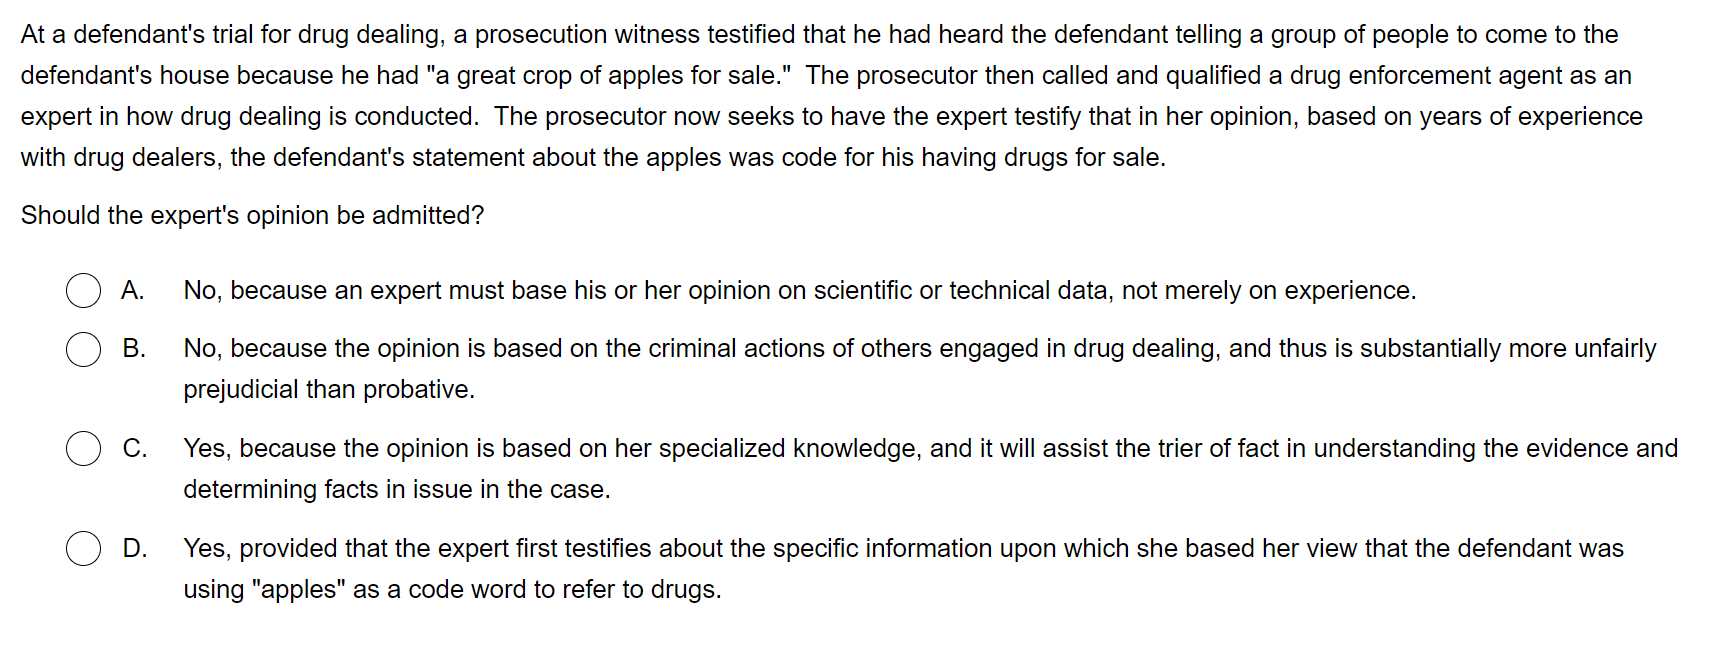 At a defendant's trial for drug dealing, a prosecution witness testified that he had heard the defendant telling a group of people to come to the
defendant's house because he had "a great crop of apples for sale."  The prosecutor then called and qualified a drug enforcement agent as an
expert in how drug dealing is conducted.  The prosecutor now seeks to have the expert testify that in her opinion, based on years of experience
with drug dealers, the defendant's statement about the apples was code for his having drugs for sale.
Should the expert's opinion be admitted?
A. No, because an expert must base his or her opinion on scientific or technical data, not merely on experience.
B. No, because the opinion is based on the criminal actions of others engaged in drug dealing, and thus is substantially more unfairly
prejudicial than probative.
C. Yes, because the opinion is based on her specialized knowledge, and it will assist the trier of fact in understanding the evidence and
determining facts in issue in the case.
D. Yes, provided that the expert first testifies about the specific information upon which she based her view that the defendant was
using "apples" as a code word to refer to drugs.